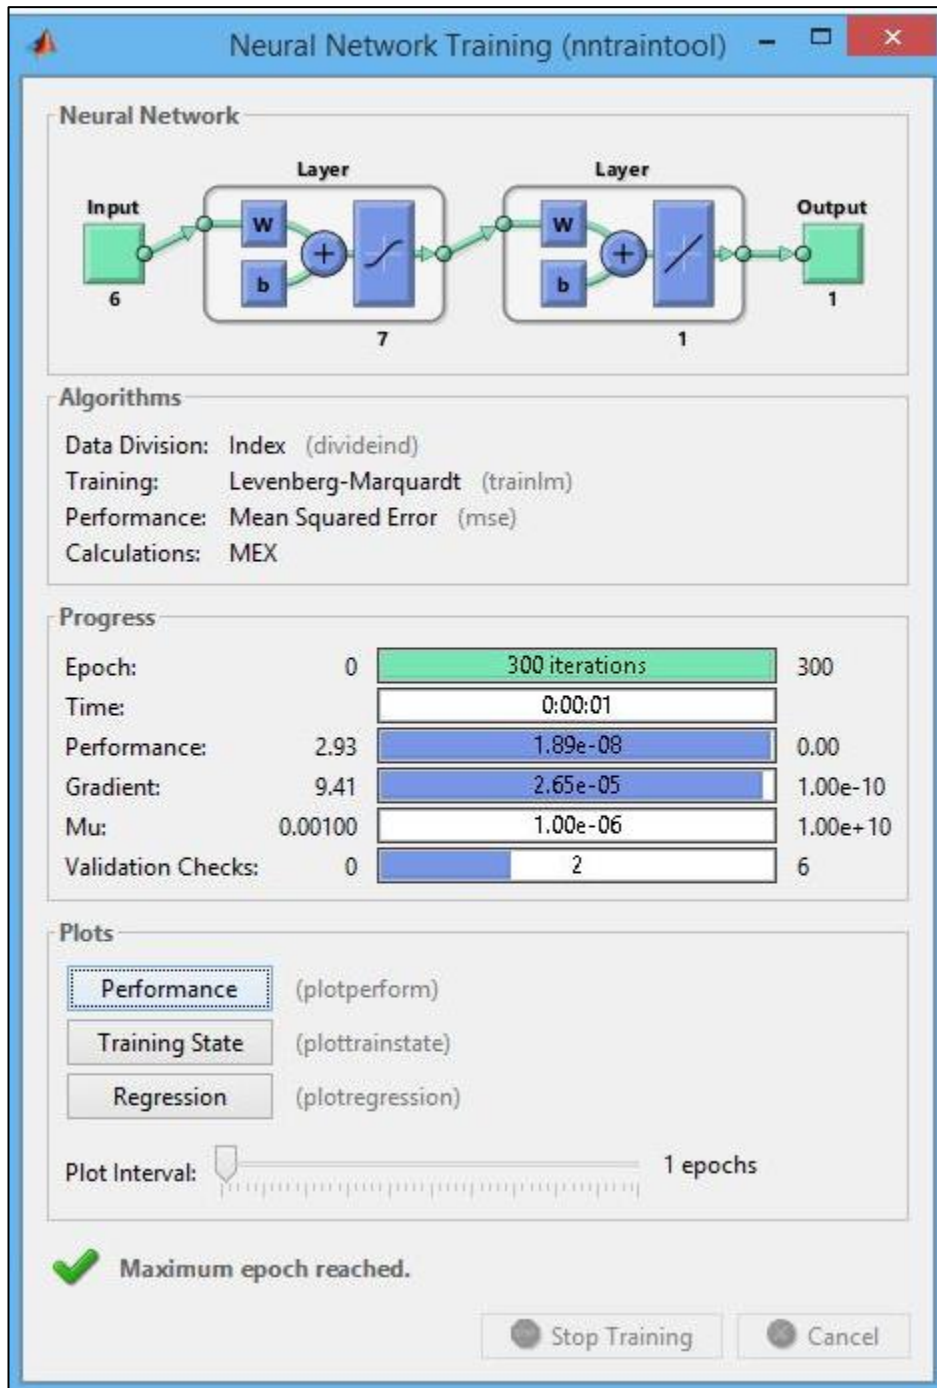 Neural Network Training (nntraintool)
Neural Network
Layer Layer
Input W b + W b + Output
6 7 1 1
Algorithms
Data Division: Index (divideind)
Training: Levenberg-Marquardt (trainlm)
Performance: Mean Squared Error (mse)
Calculations: MEX
Progress
Epoch: 0 300 iterations 300
Time: 0:00:01
Performance: 2.93 1.89e-08 0.00
Gradient: 9.41 2.65e-05 1.00e-10
Mu: 0.00100 1.00e-06 1.00e+10
Validation Checks: 0 2 6
Plots
Performance (plotperform)
Training State (plottrainstate)
Regression (plotregression)
Plot Interval: 1 epochs
Maximum epoch reached.
Stop Training Cancel